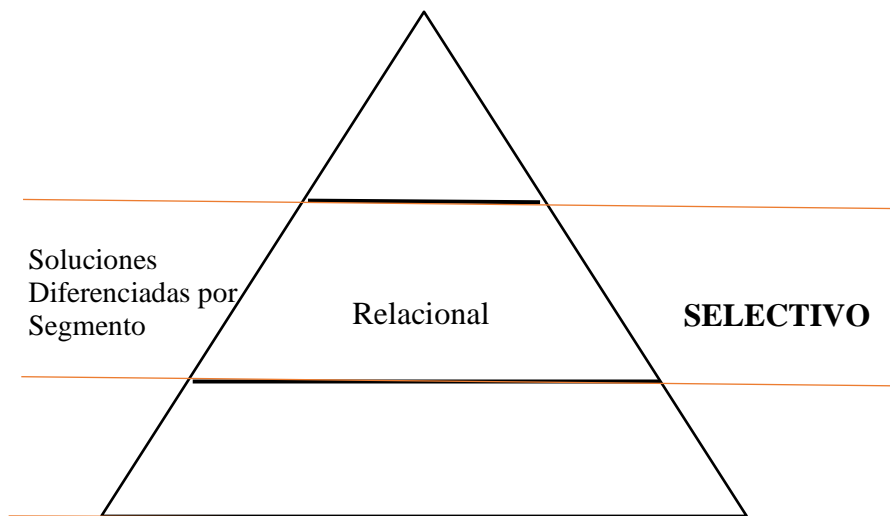 Soluciones
Diferenciadas por
Segmento
Relacional
SELECTIVO